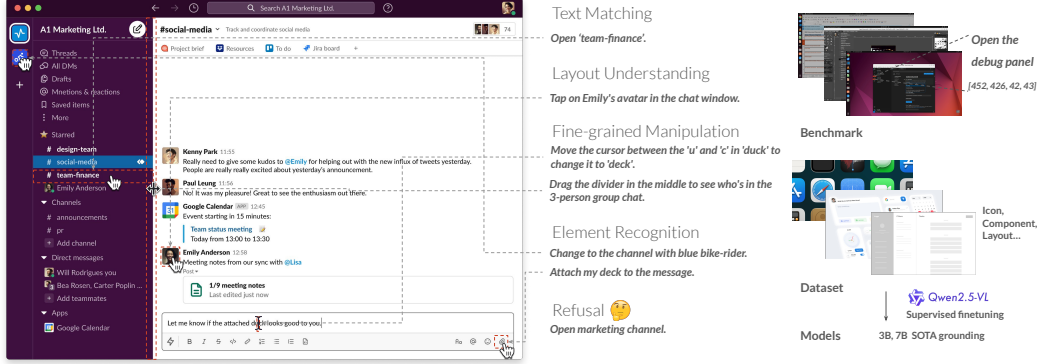 Search A1 Marketing Ltd.
A1 Marketing Ltd.
Threads
All DMs
Drafts
Mnetions & reactions
Saved items
More
Starred
# design-team
# social-media
# team-finance
Emily Anderson
Channels
# announcements
# pr
Add channel
Direct messages
Will Rodrigues you
Bea Rosen, Carter Poplin ...
Add teammates
Apps
Google Calendar
#social-media
Track and coordinate social media
74
Project brief
Resources
To do
Jira board
+
Kenny Park 11:55
Really need to give some kudos to @Emily for helping out with the new influx of tweets yesterday.
People are really really excited about yesterday's announcement.
Paul Leung 11:56
No! It was my pleasure! Great to see the enthusiasm out there.
Google Calendar APP 12:45
Evvent starting in 15 minutes:
Team status meeting
Today from 13:00 to 13:30
Emily Anderson 12:58
Meeting notes from our sync with @Lisa
Post
1/9 meeting notes
Last edited just now
Let me know if the attached duck looks good to you.
B I S
Aa @
Text Matching
Open 'team-finance'.
Layout Understanding
Tap on Emily's avatar in the chat window.
Fine-grained Manipulation
Move the cursor between the 'u' and 'c' in 'duck' to
change it to 'deck'.
Drag the divider in the middle to see who's in the
3-person group chat.
Element Recognition
Change to the channel with blue bike-rider.
Attach my deck to the message.
Refusal 🤔
Open marketing channel.
Open the
debug panel
[452, 426, 42, 43]
Benchmark
Icon,
Component,
Layout...
Dataset
Qwen2.5-VL
Supervised finetuning
Models
3B, 7B SOTA grounding